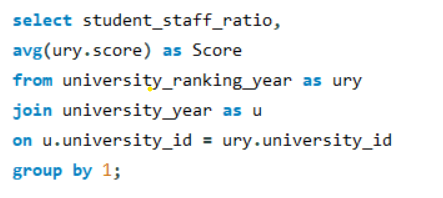 select student_staff_ratio,
avg(ury.score) as Score
from university_ranking_year as ury
join university_year as u
on u.university_id = ury.university_id
group by 1;